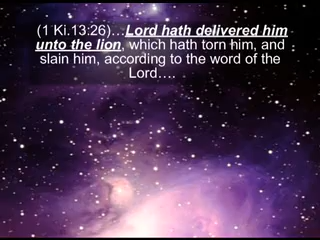 (1 Ki.13:26)…Lord hath delivered him
unto the lion, which hath torn him, and
slain him, according to the word of the
Lord….